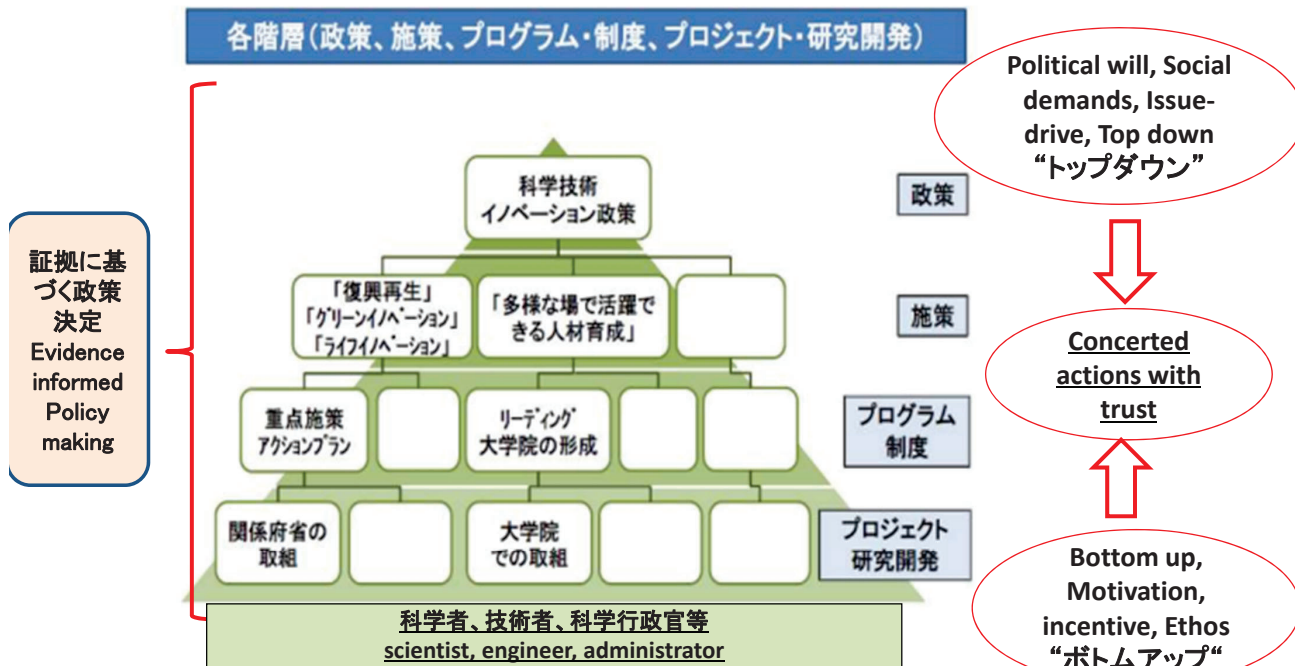 各階層(政策、施策、プログラム・制度、プロジェクト・研究開発)
Political will, Social
demands, Issue-
drive, Top down
“トップダウン”
科学技術
イノベーション政策
政策
証拠に基
づく政策
決定
Evidence
informed
Policy
making
「復興再生」
「グリーンイノベーション」
「ライフイノベーション」
「多様な場で活躍で
きる人材育成」
施策
Concerted
actions with
trust
重点施策
アクションプラン
リーディング
大学院の形成
プログラム
制度
関係府省の
取組
大学院
での取組
プロジェクト
研究開発
Bottom up,
Motivation,
incentive, Ethos
“ボトムアップ“
科学者、技術者、科学行政官等
scientist, engineer, administrator